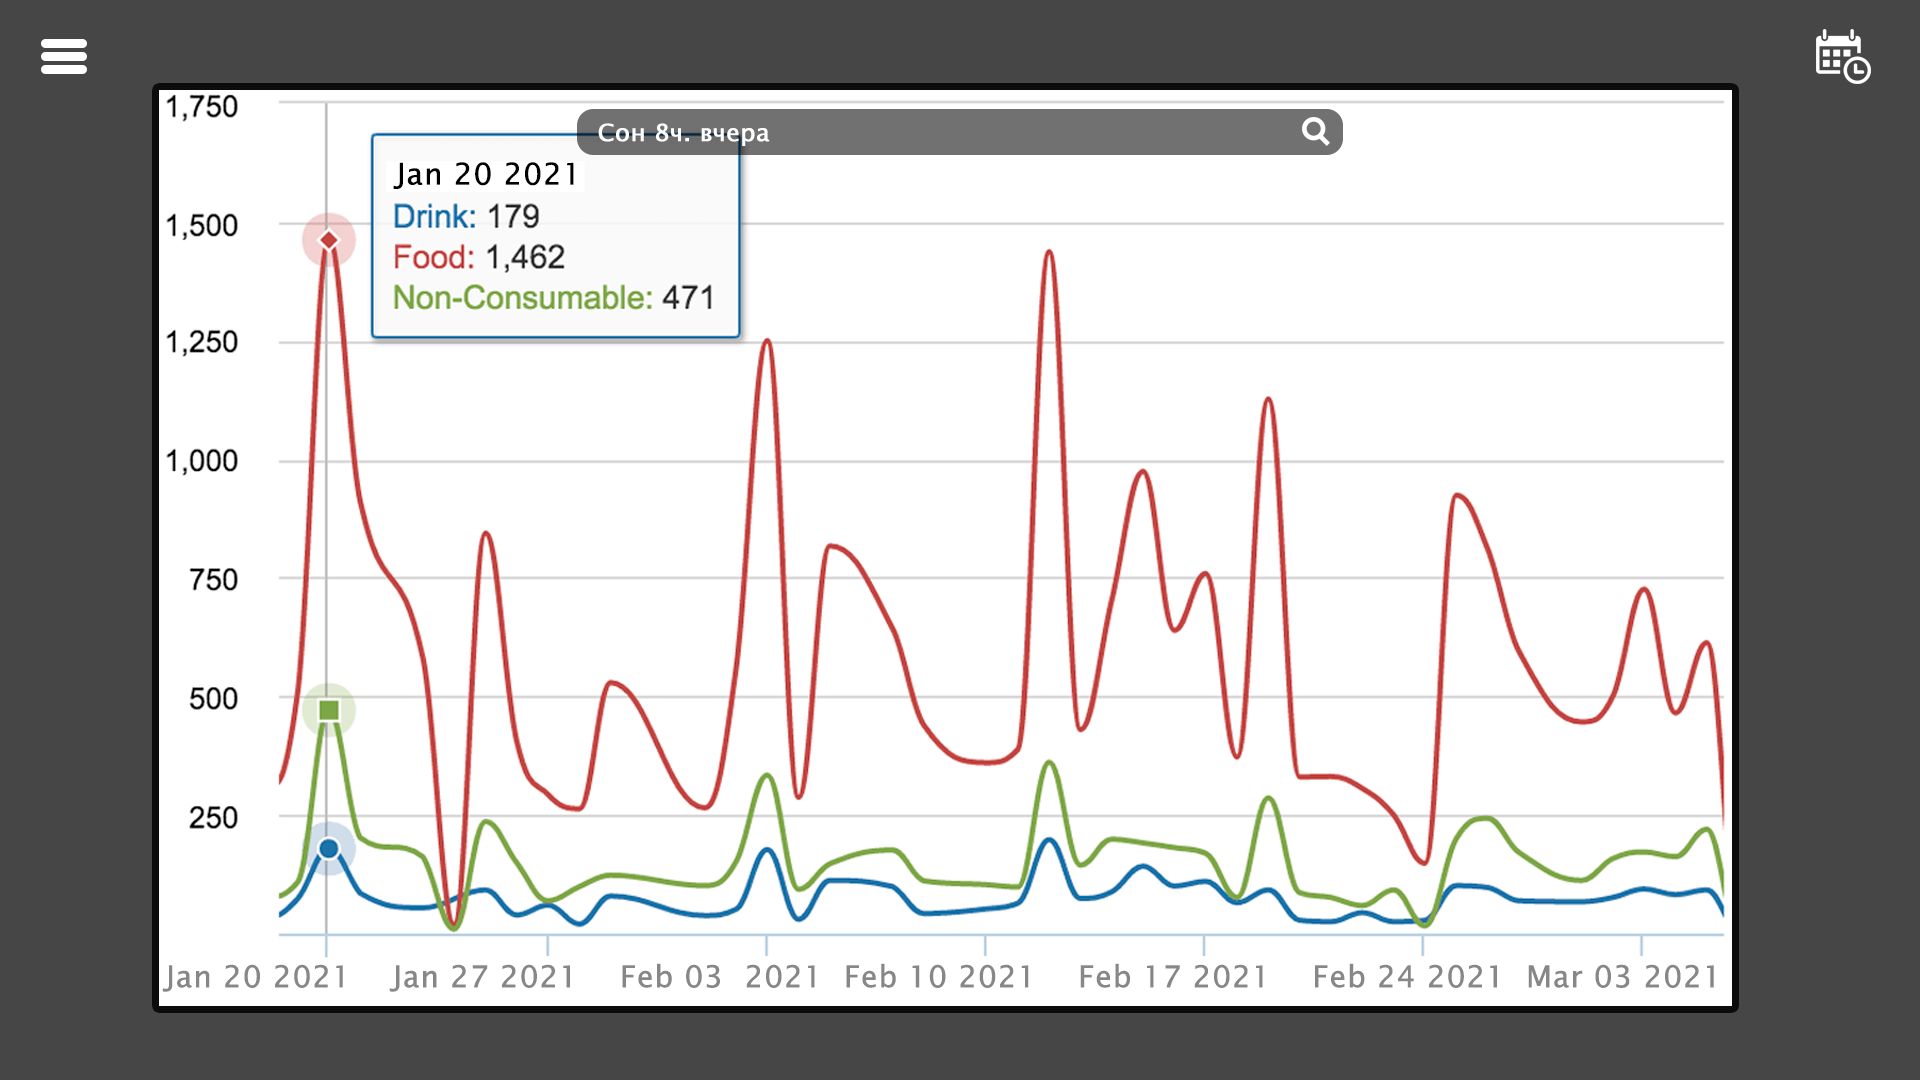 1,750
Сон 8ч. вчера
Jan 20 2021
Drink: 179
1,500
Food: 1,462
Non-Consumable: 471
1,250
1,000
750
500
250
Jan 20 2021 Jan 27 2021 Feb 03 2021 Feb 10 2021 Feb 17 2021 Feb 24 2021 Mar 03 2021